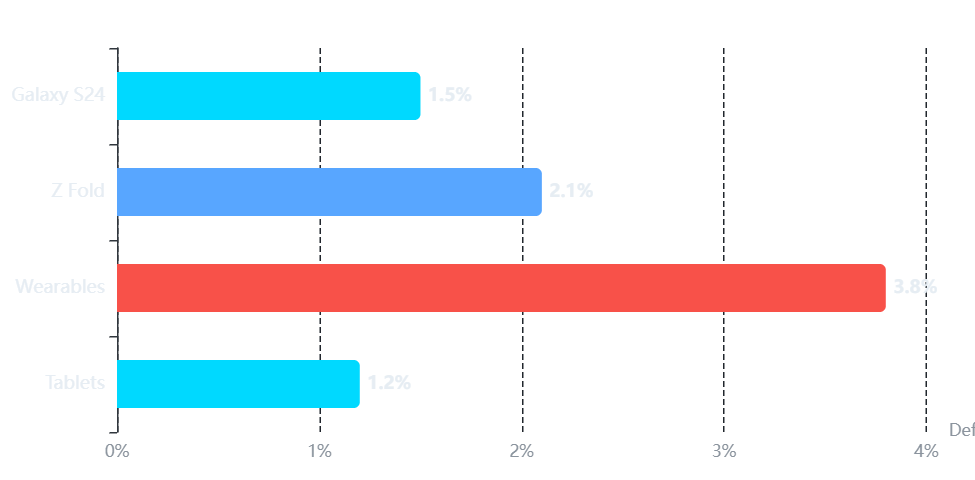 Galaxy S24 1.5%
Z Fold 2.1%
Wearables 3.8%
Tablets 1.2%
0% 1% 2% 3% 4%